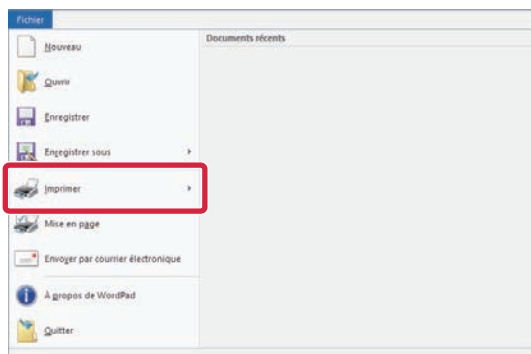 Fichier
Documents récents
Nouveau
Ouvrir
Enregistrer
Enregistrer sous
Imprimer
Mise en page
Envoyer par courrier électronique
À propos de WordPad
Quitter